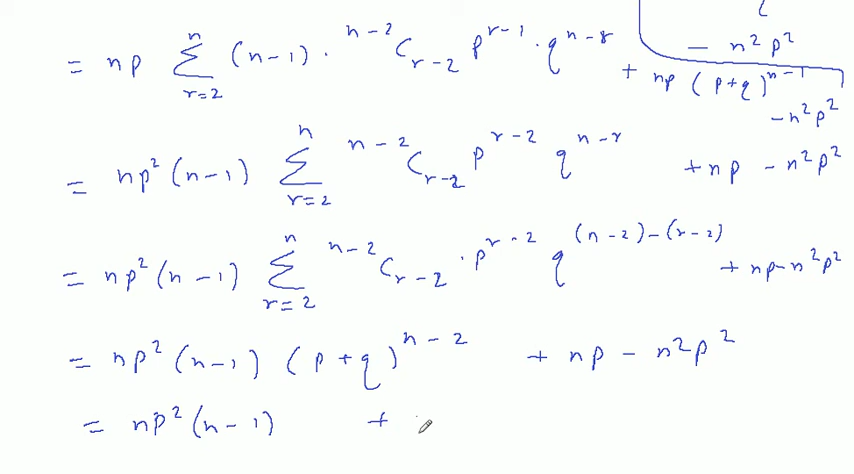 = np Σ_{r=2}^{n} (n-1) · ^{n-2}C_{r-2} p^{r-1} · q^{n-r} + np (p+q)^{n-1} - n²p²
- n²p²
= np² (n-1) Σ_{r=2}^{n} ^{n-2}C_{r-2} p^{r-2} q^{n-r} + np - n²p²
= np² (n-1) Σ_{r=2}^{n} ^{n-2}C_{r-2} · p^{r-2} q^{(n-2)-(r-2)} + np - n²p²
= np² (n-1) (p+q)^{n-2} + np - n²p²
= np² (n-1) +